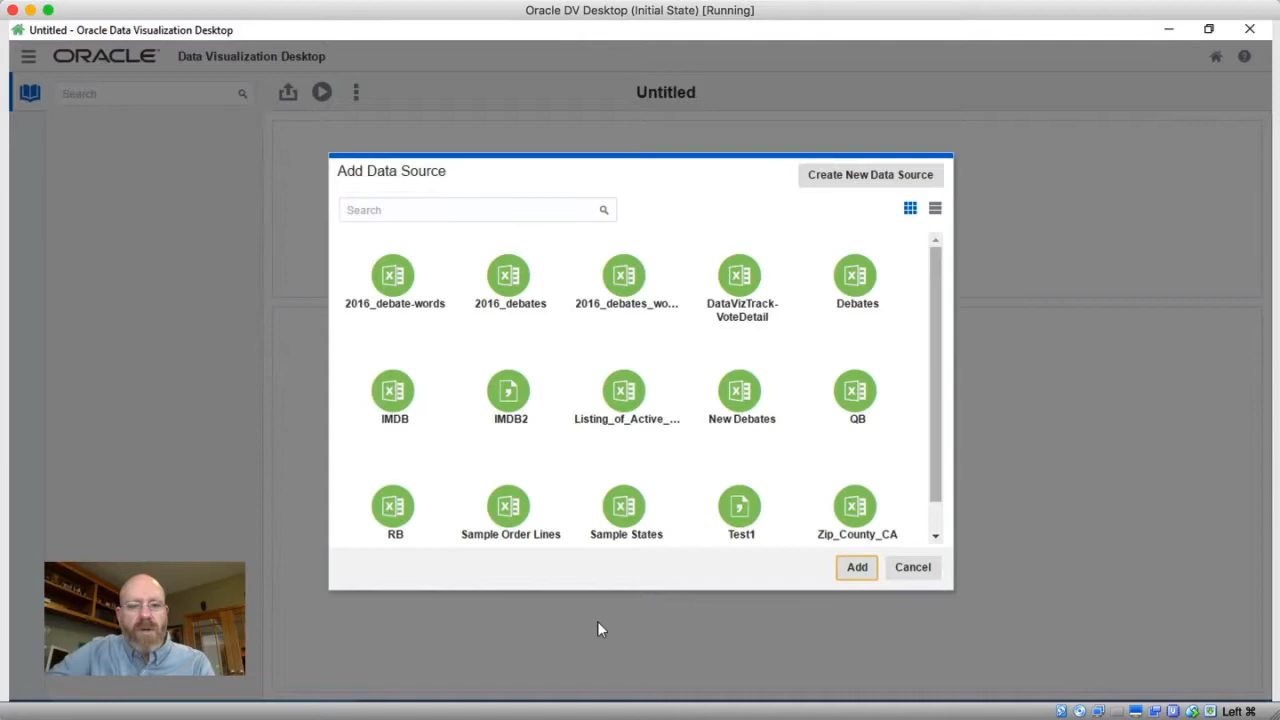 Oracle DV Desktop (Initial State) [Running]
Untitled - Oracle Data Visualization Desktop
ORACLE Data Visualization Desktop
Search
Untitled
Add Data Source
Create New Data Source
Search
2016_debate-words
2016_debates
2016_debates_wo...
DataVizTrack-
VoteDetail
Debates
IMDB
IMDB2
Listing_of_Active_...
New Debates
QB
RB
Sample Order Lines
Sample States
Test1
Zip_County_CA
Add
Cancel
Left ⌘